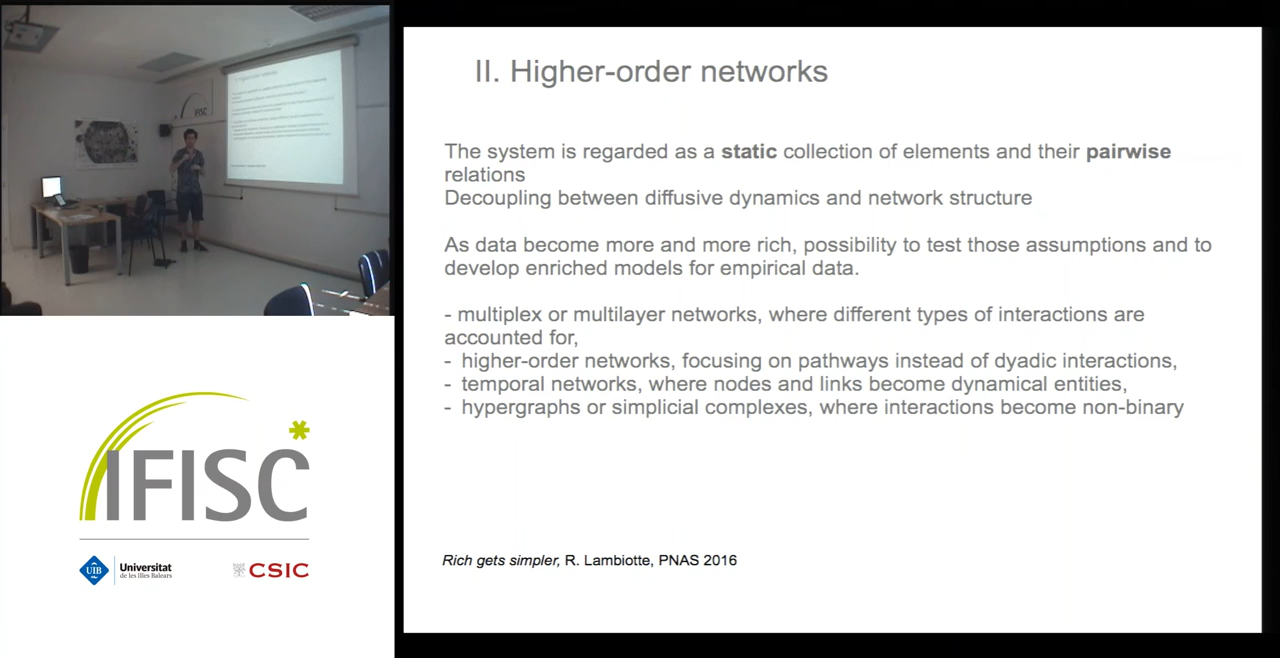 II. Higher-order networks
The system is regarded as a static collection of elements and their pairwise
relations
Decoupling between diffusive dynamics and network structure
As data become more and more rich, possibility to test those assumptions and to
develop enriched models for empirical data.
- multiplex or multilayer networks, where different types of interactions are
accounted for,
- higher-order networks, focusing on pathways instead of dyadic interactions,
- temporal networks, where nodes and links become dynamical entities,
- hypergraphs or simplicial complexes, where interactions become non-binary
Rich gets simpler, R. Lambiotte, PNAS 2016
IFISC
IFISC
UIB
Universitat
de les Illes Balears
CSIC